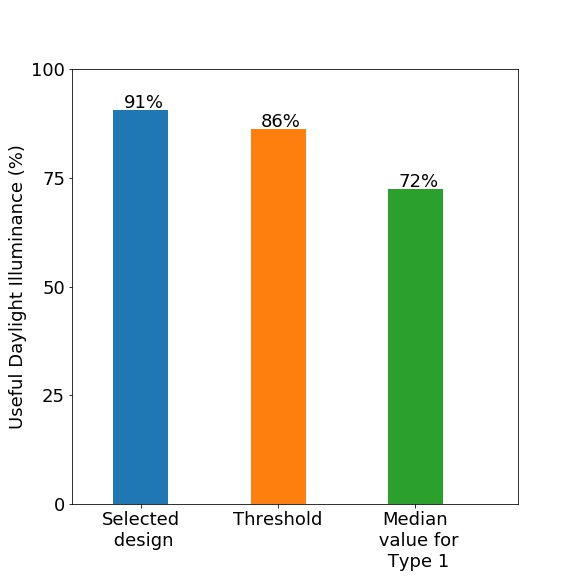 100
75
50
25
0
Useful Daylight Illuminance (%)
91%
86%
72%
Selected
design
Threshold
Median
value for
Type 1